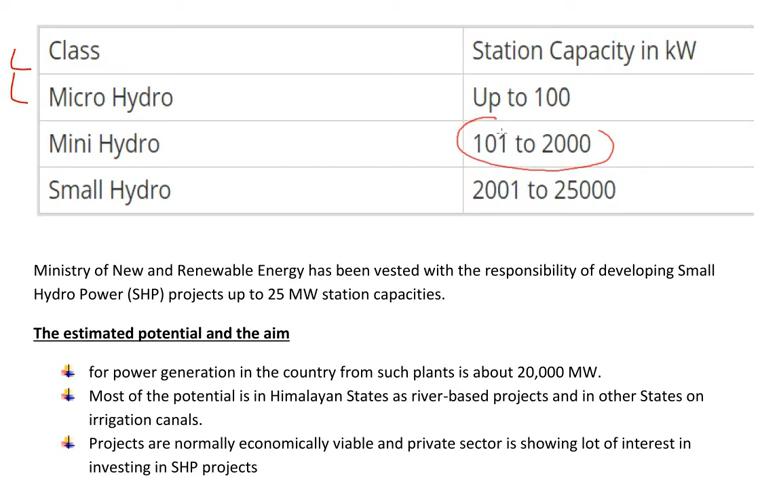 Class Station Capacity in kW
Micro Hydro Up to 100
Mini Hydro 101 to 2000
Small Hydro 2001 to 25000
Ministry of New and Renewable Energy has been vested with the responsibility of developing Small
Hydro Power (SHP) projects up to 25 MW station capacities.
The estimated potential and the aim
for power generation in the country from such plants is about 20,000 MW.
Most of the potential is in Himalayan States as river-based projects and in other States on
irrigation canals.
Projects are normally economically viable and private sector is showing lot of interest in
investing in SHP projects